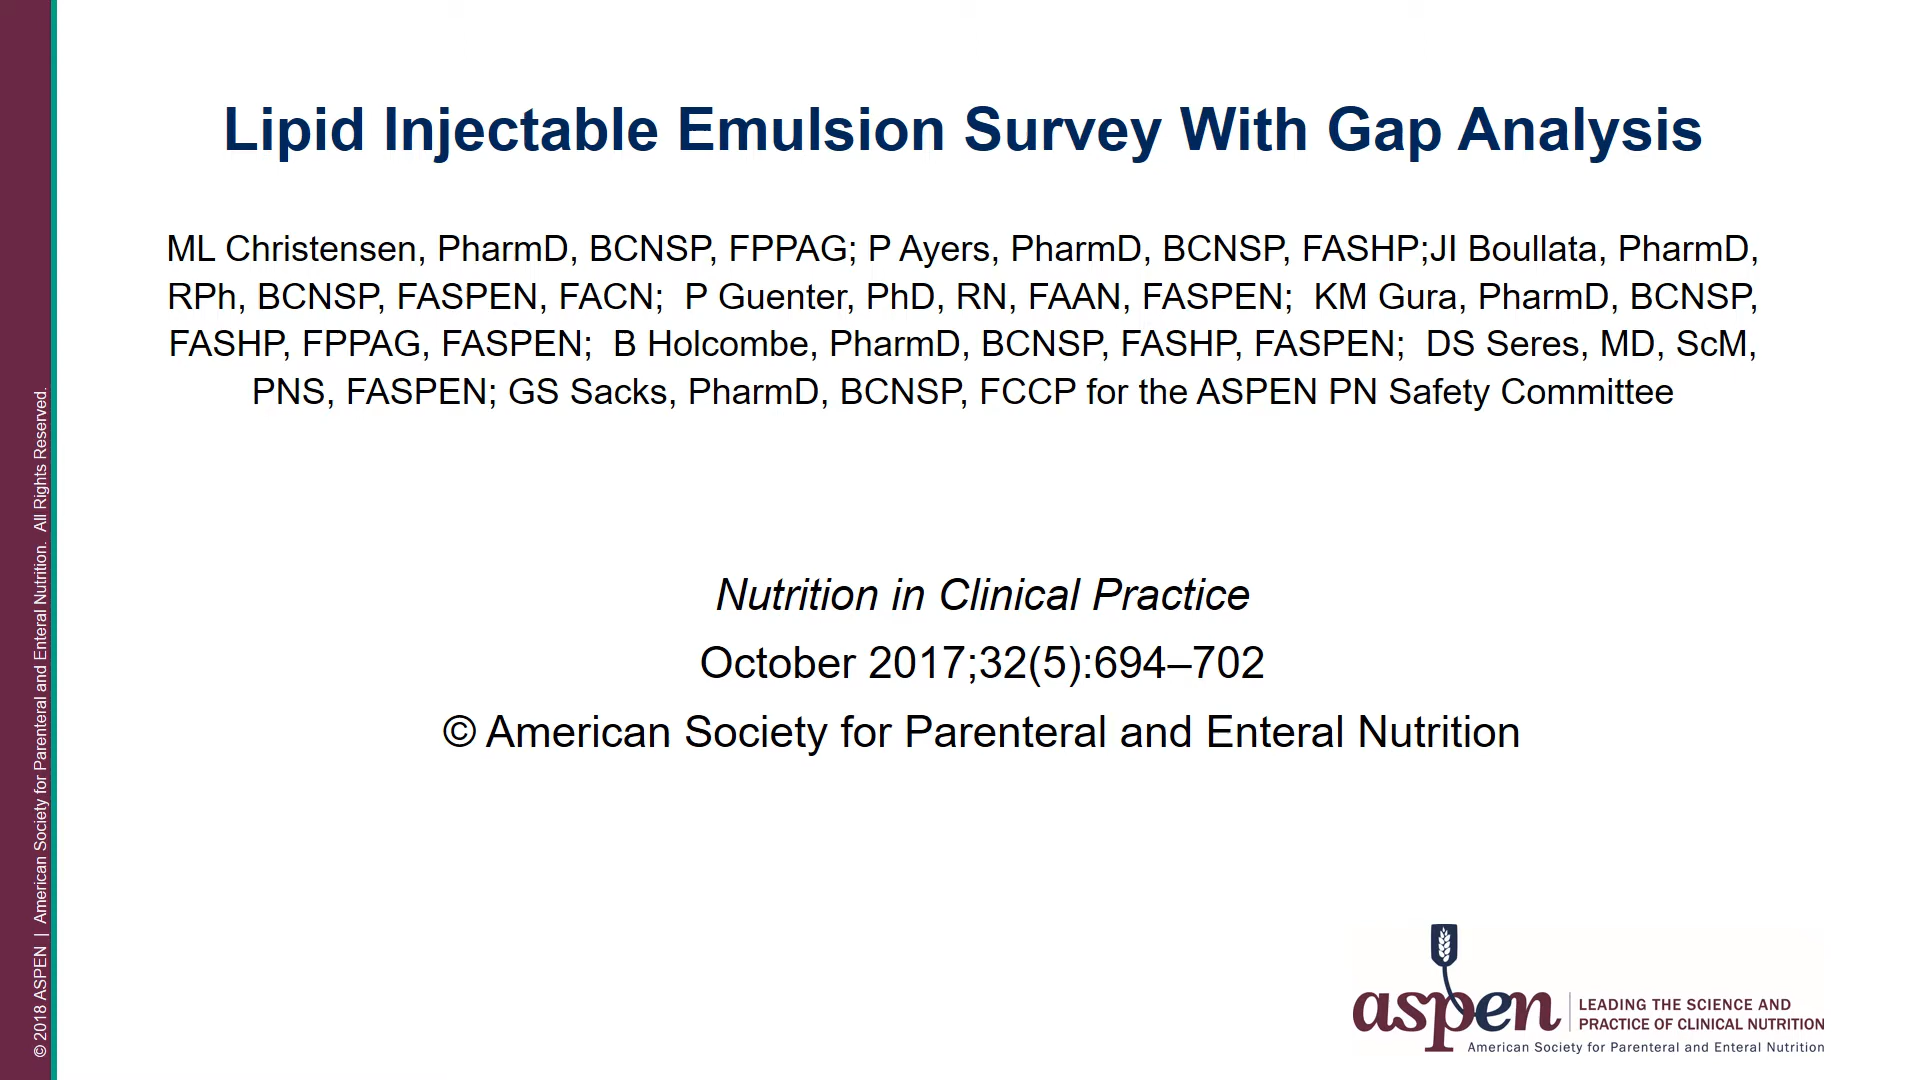 Lipid Injectable Emulsion Survey With Gap Analysis
ML Christensen, PharmD, BCNSP, FPPAG; P Ayers, PharmD, BCNSP, FASHP;JI Boullata, PharmD,
RPh, BCNSP, FASPEN, FACN;  P Guenter, PhD, RN, FAAN, FASPEN;  KM Gura, PharmD, BCNSP,
FASHP, FPPAG, FASPEN;  B Holcombe, PharmD, BCNSP, FASHP, FASPEN;  DS Seres, MD, ScM,
PNS, FASPEN; GS Sacks, PharmD, BCNSP, FCCP for the ASPEN PN Safety Committee
Nutrition in Clinical Practice
October 2017;32(5):694–702
© American Society for Parenteral and Enteral Nutrition
© 2018 ASPEN | American Society for Parenteral and Enteral Nutrition.  All Rights Reserved.
aspen
LEADING THE SCIENCE AND
PRACTICE OF CLINICAL NUTRITION
American Society for Parenteral and Enteral Nutrition